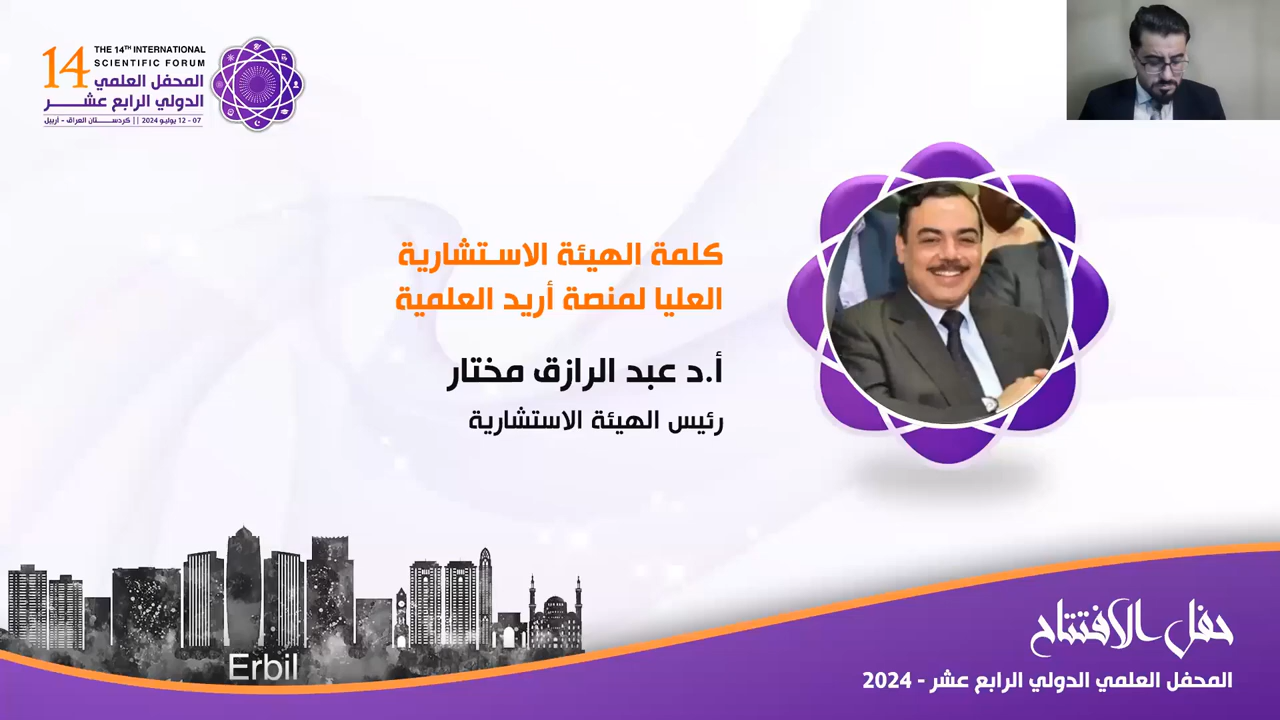 14
THE 14TH INTERNATIONAL
SCIENTIFIC FORUM
المحفل العلمي
الدولي الرابع عشر
07 - 12 يوليو 2024 || كردستان العراق - أربيل
كلمة الهيئة الاستشارية
العليا لمنصة أريد العلمية
أ.د عبد الرازق مختار
رئيس الهيئة الاستشارية
Erbil
حفل الافتتاح
المحفل العلمي الدولي الرابع عشر - 2024